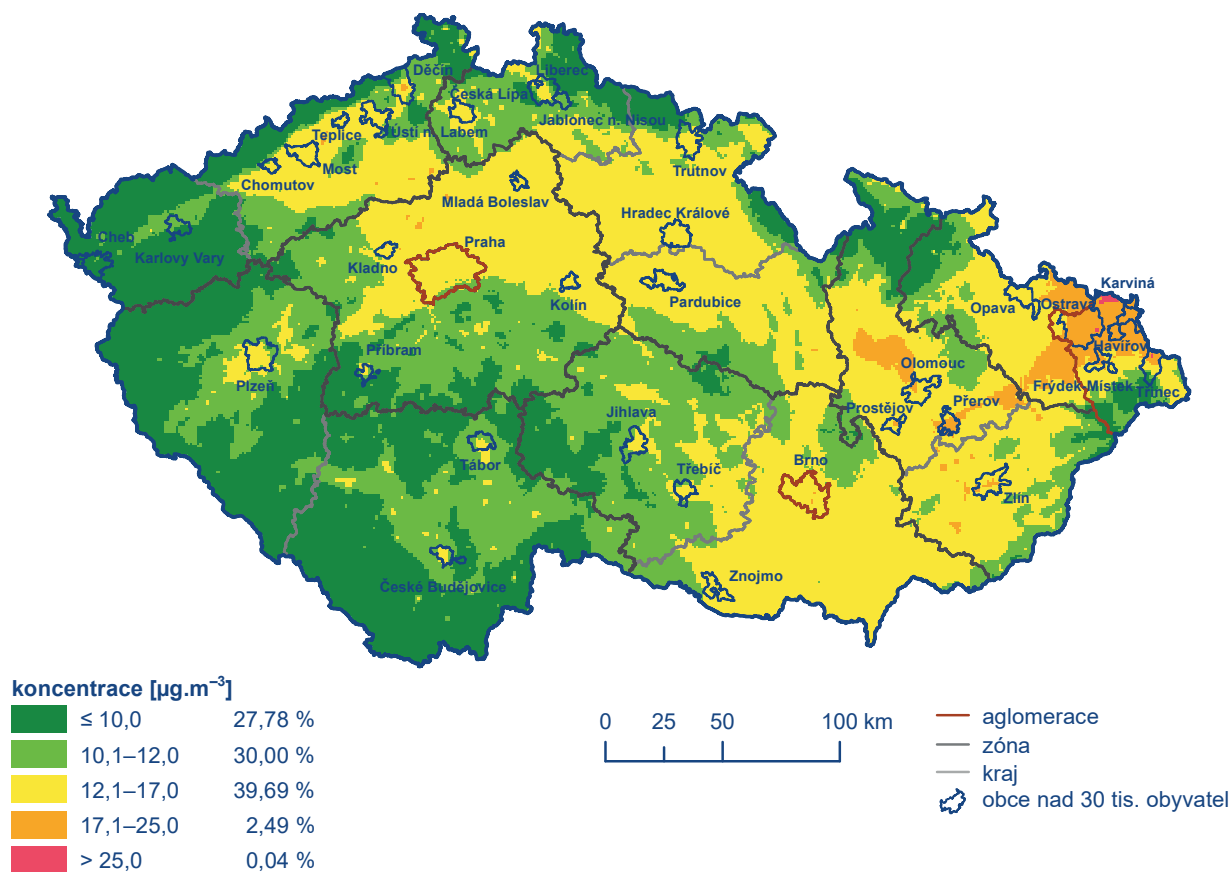 Děčín
Liberec
Česká Lípa
Jablonec n. Nisou
Ústí n. Labem
Teplice
Most
Chomutov
Trutnov
Mladá Boleslav
Hradec Králové
Cheb
Karlovy Vary
Praha
Kladno
Kolín
Pardubice
Karviná
Opava
Ostrava
Havířov
Příbram
Plzeň
Olomouc
Frýdek Místek
Třinec
Jihlava
Prostějov
Přerov
Tábor
Třebíč
Brno
Zlín
Znojmo
České Budějovice
koncentrace [µg.m⁻³]
≤ 10,0 27,78 %
10,1–12,0 30,00 %
12,1–17,0 39,69 %
17,1–25,0 2,49 %
> 25,0 0,04 %
0 25 50 100 km
aglomerace
zóna
kraj
obce nad 30 tis. obyvatel